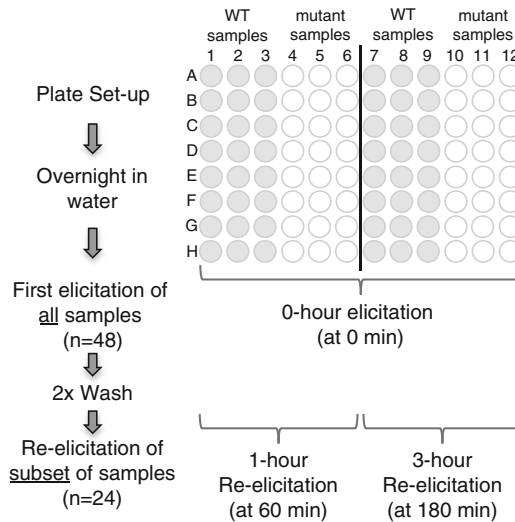 WT samples mutant samples WT samples mutant samples
1 2 3 4 5 6 7 8 9 10 11 12
A
B
C
D
E
F
G
H
Plate Set-up
Overnight in
water
First elicitation of
all samples
(n=48)
2x Wash
Re-elicitation of
subset of samples
(n=24)
0-hour elicitation
(at 0 min)
1-hour
Re-elicitation
(at 60 min)
3-hour
Re-elicitation
(at 180 min)